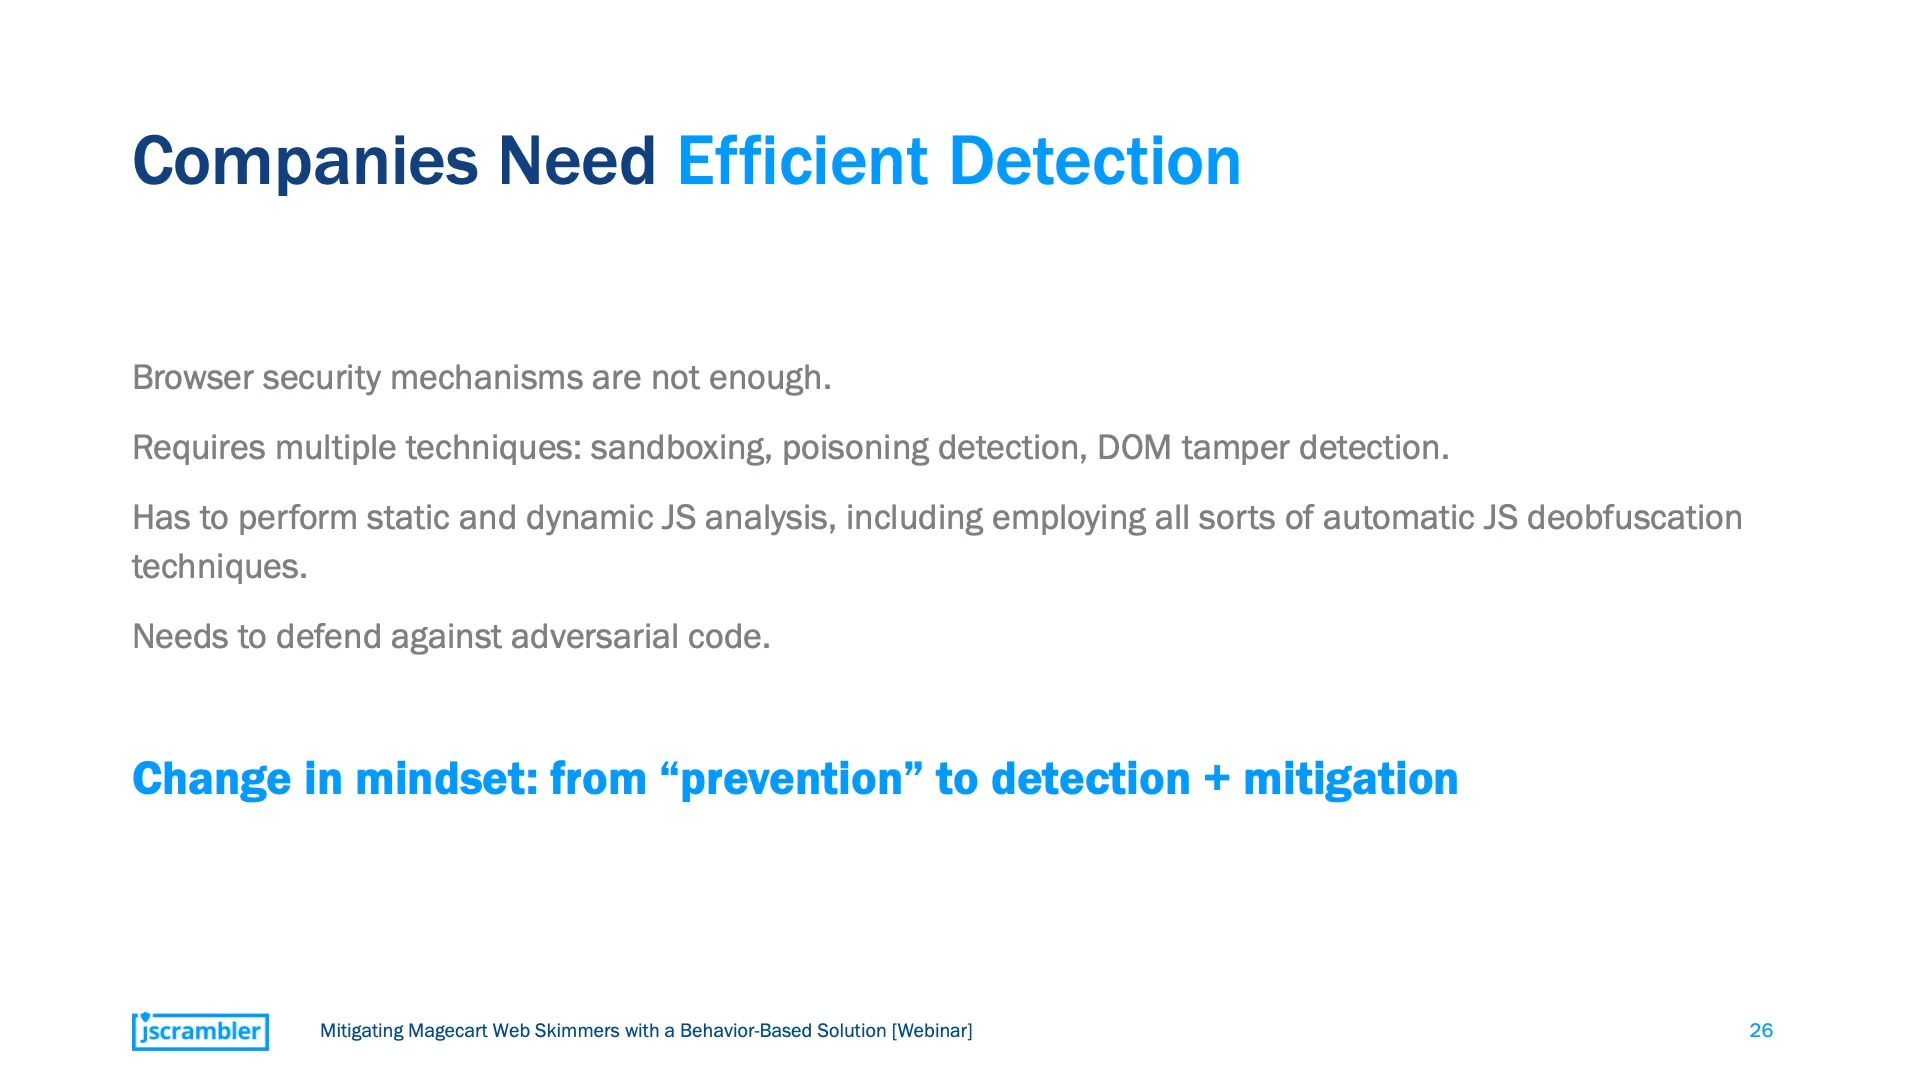 Companies Need Efficient Detection
Browser security mechanisms are not enough.
Requires multiple techniques: sandboxing, poisoning detection, DOM tamper detection.
Has to perform static and dynamic JS analysis, including employing all sorts of automatic JS deobfuscation
techniques.
Needs to defend against adversarial code.
Change in mindset: from “prevention” to detection + mitigation
jscrambler
Mitigating Magecart Web Skimmers with a Behavior-Based Solution [Webinar]
26